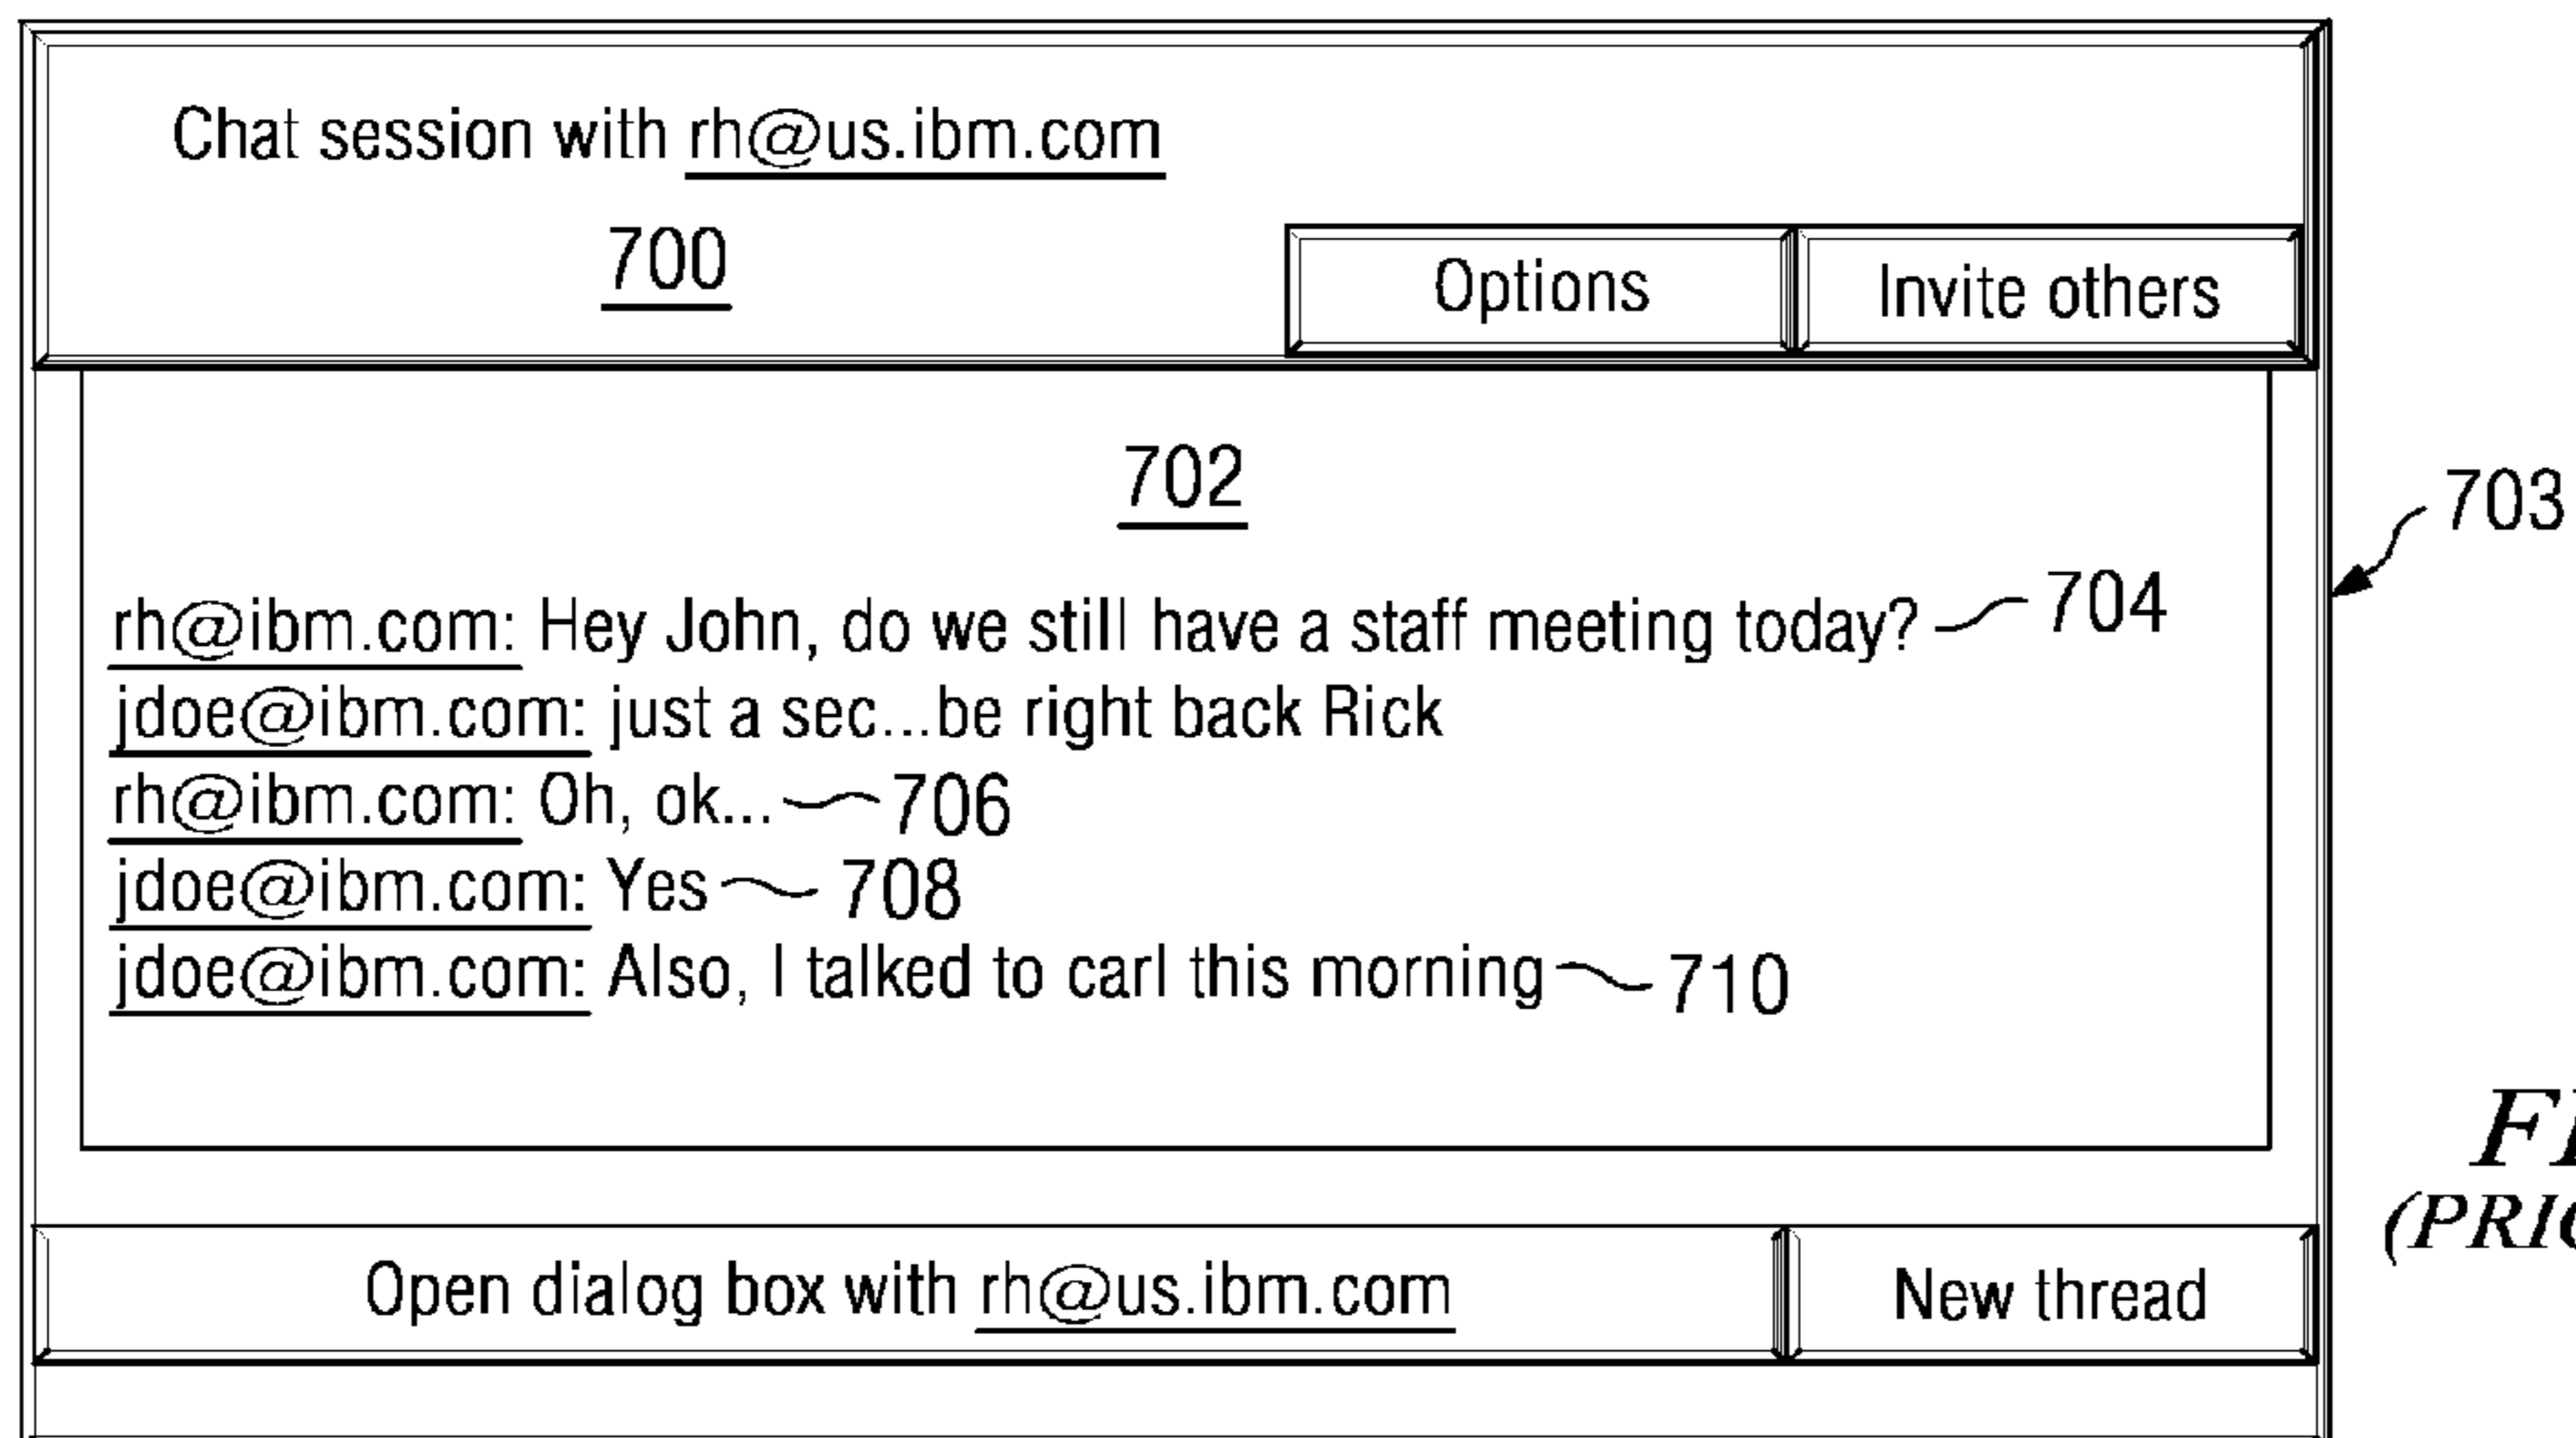 Chat session with rh@us.ibm.com
700
Options
Invite others
702
703
rh@ibm.com: Hey John, do we still have a staff meeting today? 704
jdoe@ibm.com: just a sec...be right back Rick
rh@ibm.com: Oh, ok... 706
jdoe@ibm.com: Yes 708
jdoe@ibm.com: Also, I talked to carl this morning 710
Open dialog box with rh@us.ibm.com
New thread